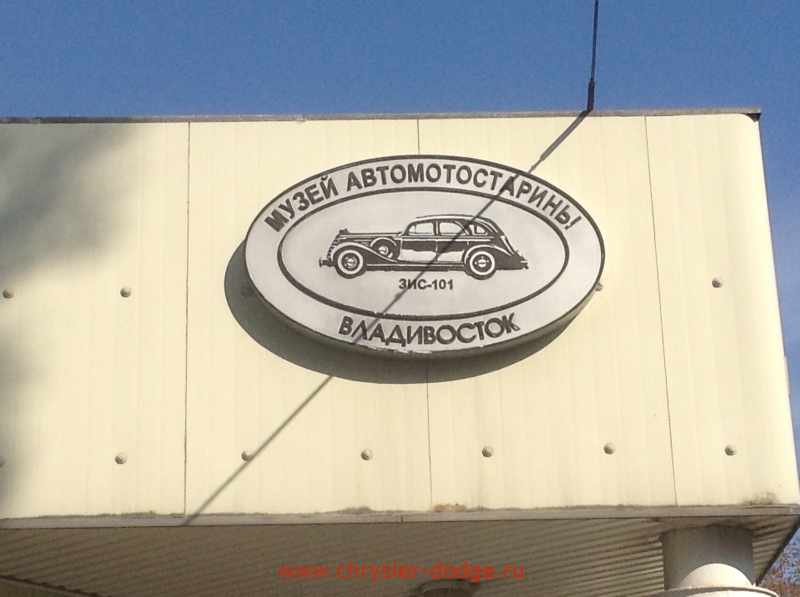 МУЗЕЙ АВТОМОТОСТАРИНЫ
ЗИС-101
ВЛАДИВОСТОК
www.chrysler-dodge.ru